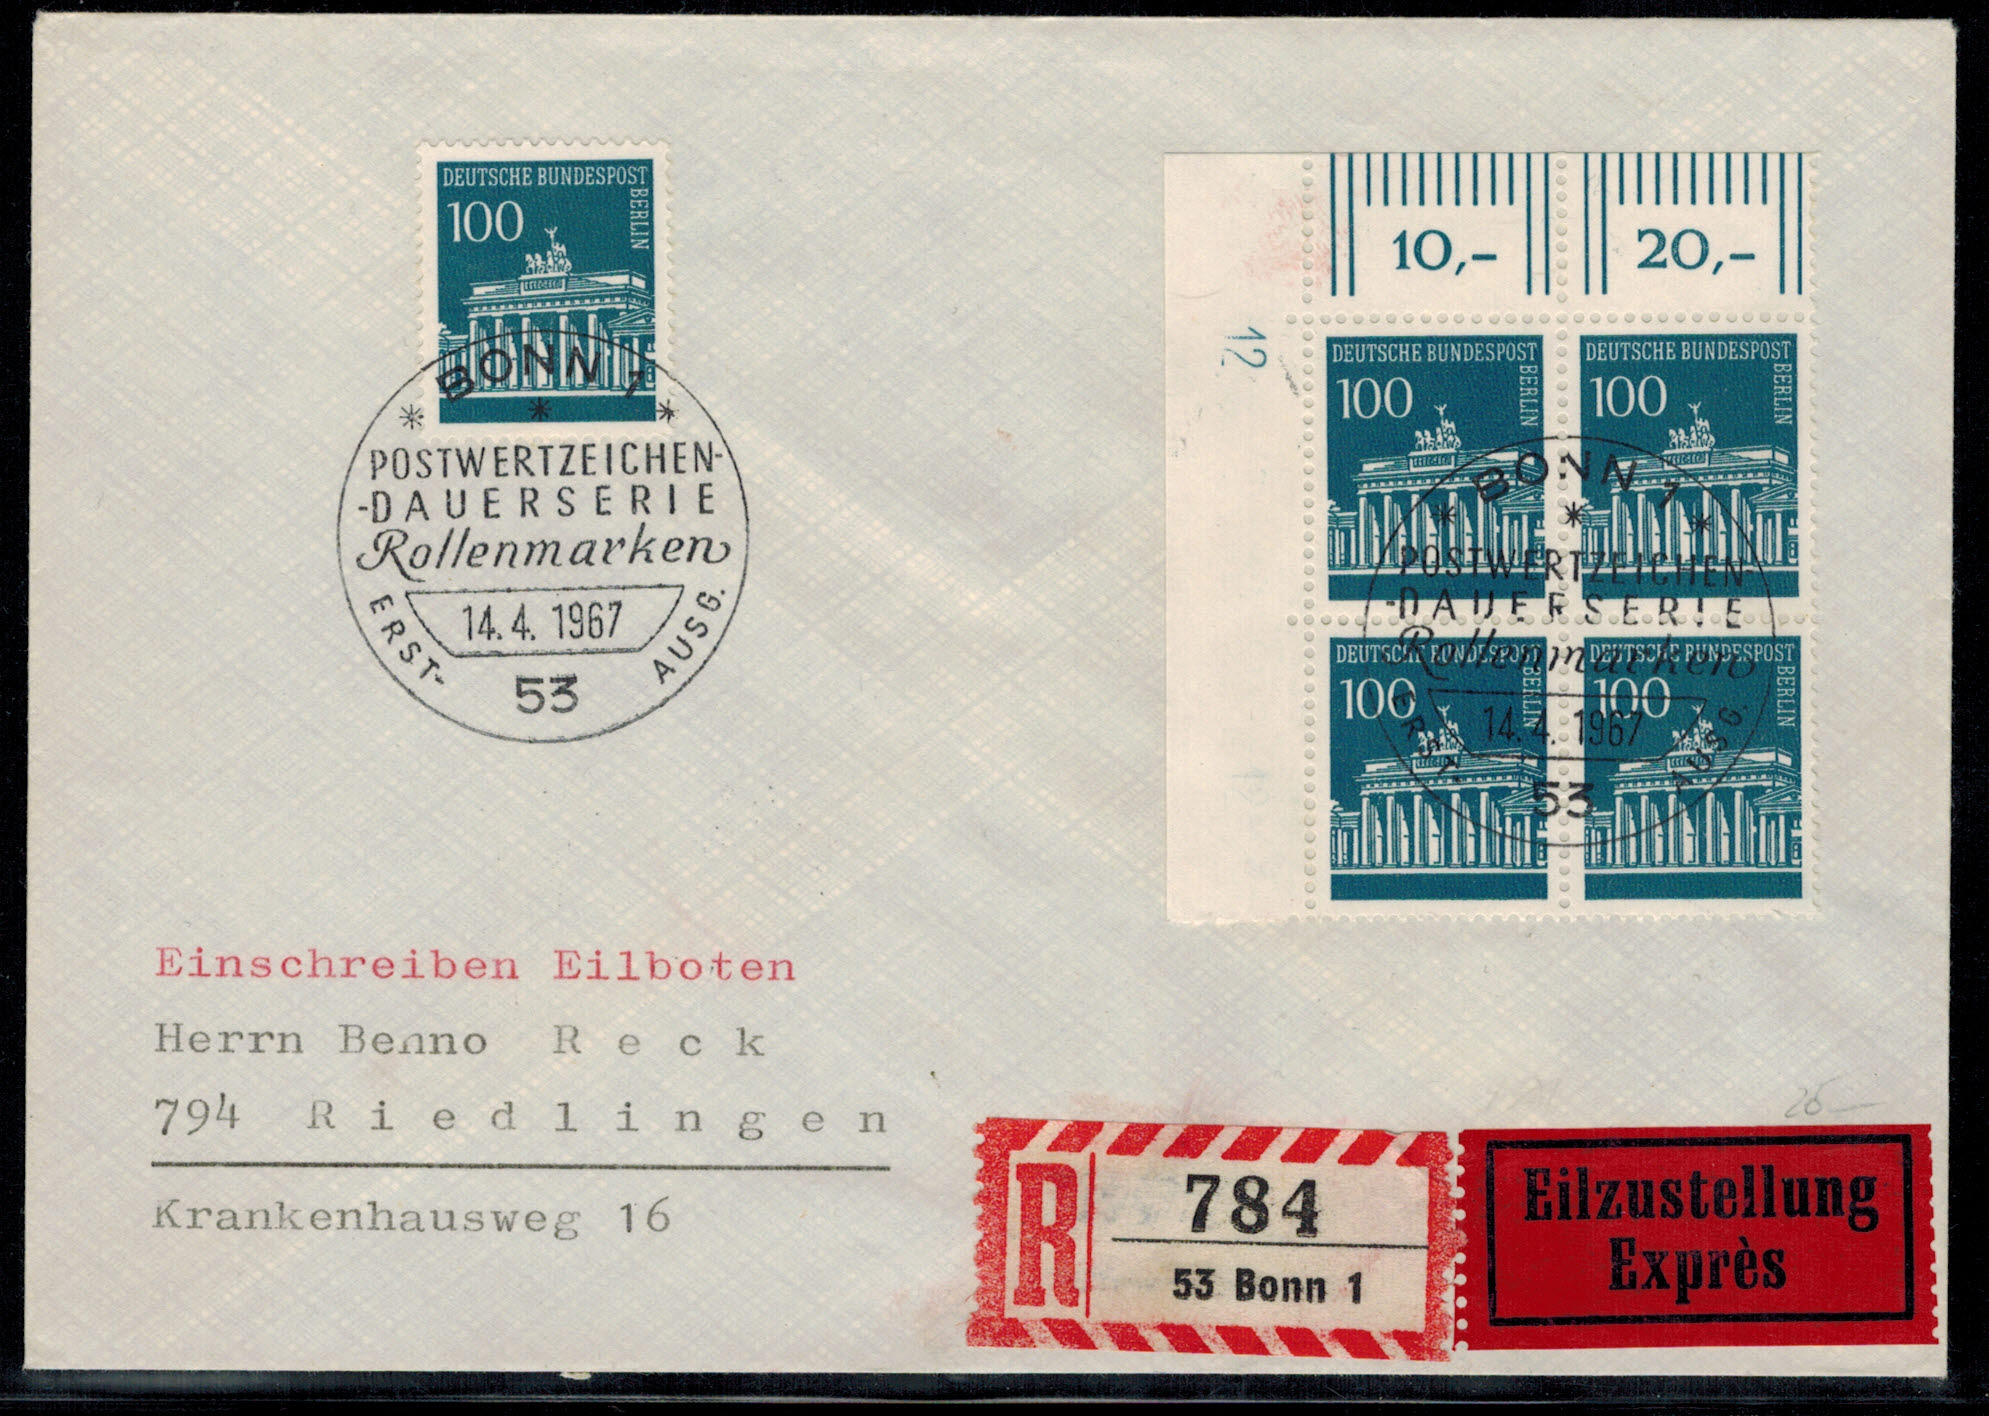 DEUTSCHE BUNDESPOST
BERLIN
100
BONN 1
POSTWERTZEICHEN-
-DAUERSERIE
Rollenmarken
14.4.1967
ERST- AUSG.
53
10,- 20,-
12
DEUTSCHE BUNDESPOST
BERLIN
100
DEUTSCHE BUNDESPOST
BERLIN
100
BONN 1
POSTWERTZEICHEN-
-DAUERSERIE
Rollenmarken
DEUTSCHE BUNDESPOST
BERLIN
100
DEUTSCHE BUNDESPOST
BERLIN
100
14.4.1967
ERST- AUSG.
53
Einschreiben Eilboten
Herrn Benno Reck
794 Riedlingen
Krankenhausweg 16
25-
R 784
53 Bonn 1
Eilzustellung
Exprès